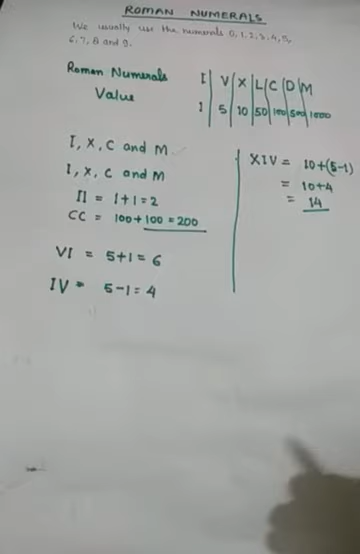 ROMAN NUMERALS
We usually use the numerals 0, 1, 2, 3, 4, 5,
6, 7, 8 and 9.
Roman Numerals I V X L C D M
Value 1 5 10 50 100 500 1000
I, X, C and M.
I, X, C and M
II = 1+1=2
CC = 100+100=200
VI = 5+1=6
IV = 5-1=4
XIV = 10+(5-1)
= 10+4
= 14